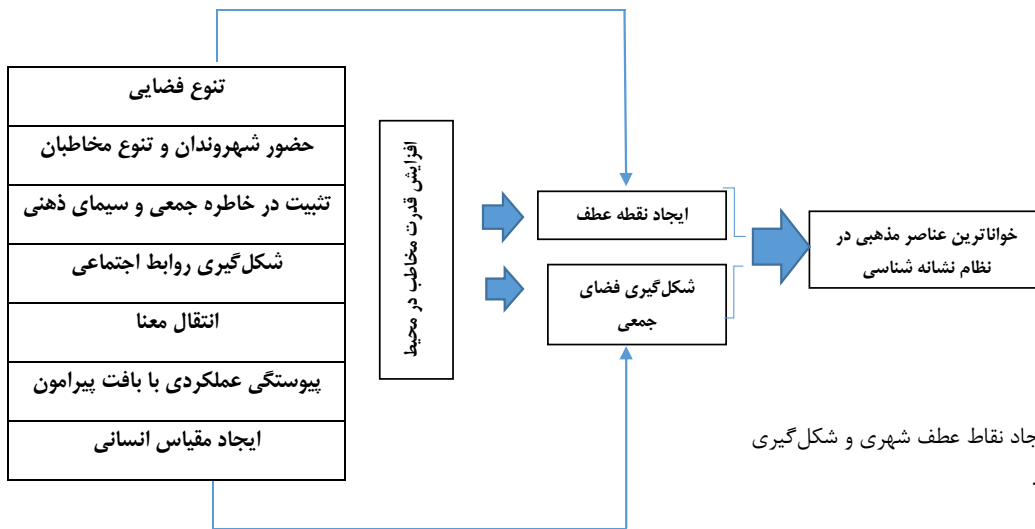 تنوع فضایی
حضور شهروندان و تنوع مخاطبان
تثبیت در خاطره جمعی و سیمای ذهنی
شکل‌گیری روابط اجتماعی
انتقال معنا
پیوستگی عملکردی با بافت پیرامون
ایجاد مقیاس انسانی
افزایش قدرت مخاطب در محیط
ایجاد نقطه عطف
شکل‌گیری فضای
جمعی
خواناترین عناصر مذهبی در
نظام نشانه شناسی
جاد نقاط عطف شهری و شکل‌گیری
.